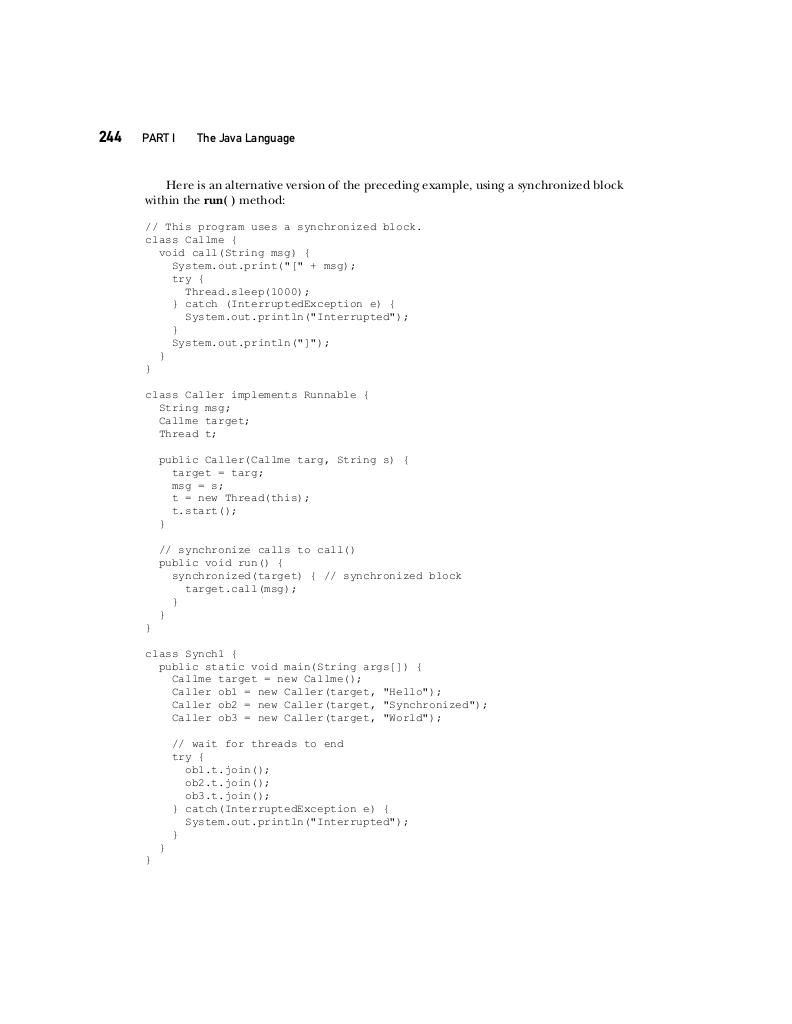 244 PART I The Java Language
Here is an alternative version of the preceding example, using a synchronized block
within the run( ) method:
// This program uses a synchronized block.
class Callme {
  void call(String msg) {
    System.out.print("[" + msg);
    try {
      Thread.sleep(1000);
    } catch (InterruptedException e) {
      System.out.println("Interrupted");
    }
    System.out.println("]");
  }
}
class Caller implements Runnable {
  String msg;
  Callme target;
  Thread t;
  public Caller(Callme targ, String s) {
    target = targ;
    msg = s;
    t = new Thread(this);
    t.start();
  }
  // synchronize calls to call()
  public void run() {
    synchronized(target) { // synchronized block
      target.call(msg);
    }
  }
}
class Synch1 {
  public static void main(String args[]) {
    Callme target = new Callme();
    Caller ob1 = new Caller(target, "Hello");
    Caller ob2 = new Caller(target, "Synchronized");
    Caller ob3 = new Caller(target, "World");
    // wait for threads to end
    try {
      ob1.t.join();
      ob2.t.join();
      ob3.t.join();
    } catch(InterruptedException e) {
      System.out.println("Interrupted");
    }
  }
}